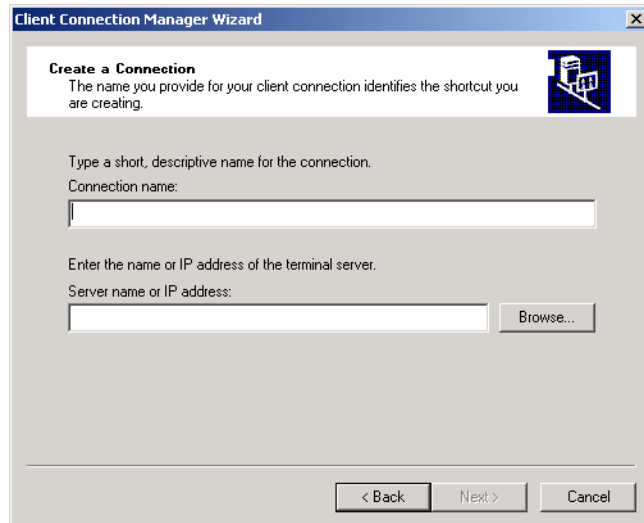 Client Connection Manager Wizard
Create a Connection
The name you provide for your client connection identifies the shortcut you
are creating.
Type a short, descriptive name for the connection.
Connection name:
Enter the name or IP address of the terminal server.
Server name or IP address:
Browse...
< Back Next > Cancel